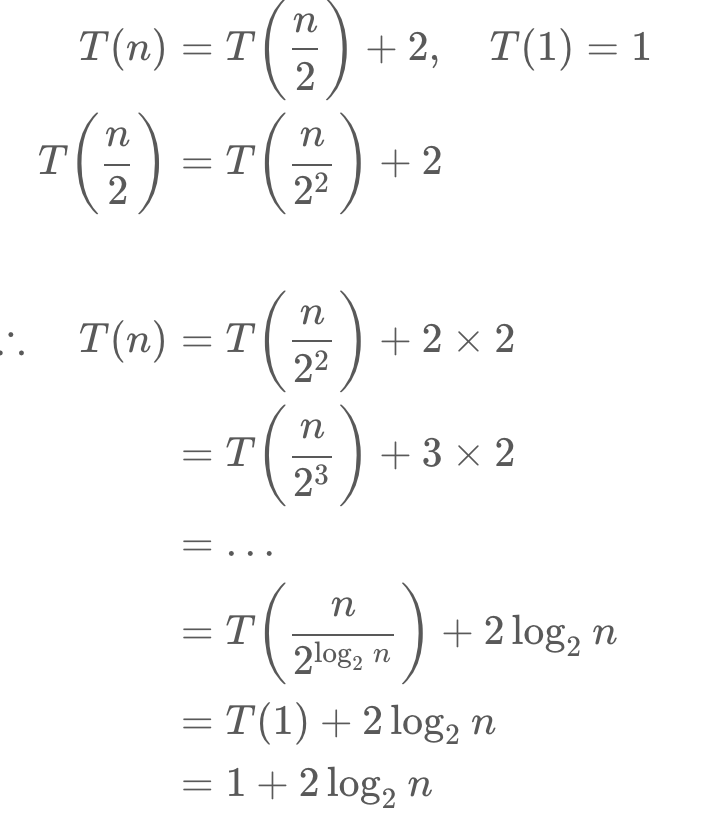 T(n) = T(n/2) + 2, T(1) = 1
T(n/2) = T(n/2²) + 2
∴ T(n) = T(n/2²) + 2 × 2
= T(n/2³) + 3 × 2
= …
= T(n/2^{log₂ n}) + 2 log₂ n
= T(1) + 2 log₂ n
= 1 + 2 log₂ n